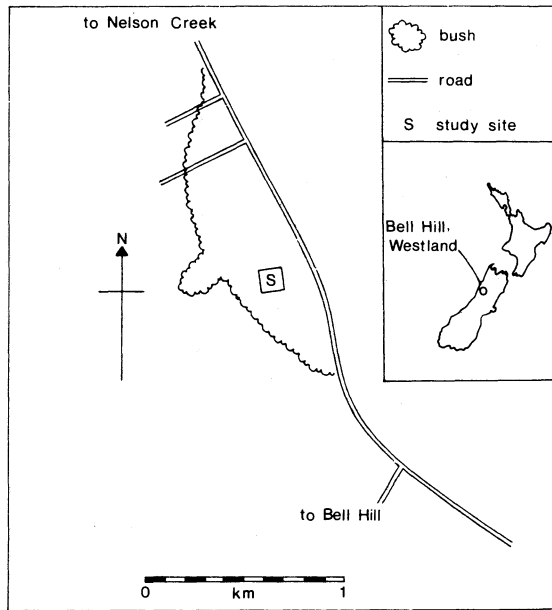 to Nelson Creek
bush
road
S study site
Bell Hill,
Westland
N
S
to Bell Hill
0 1
km